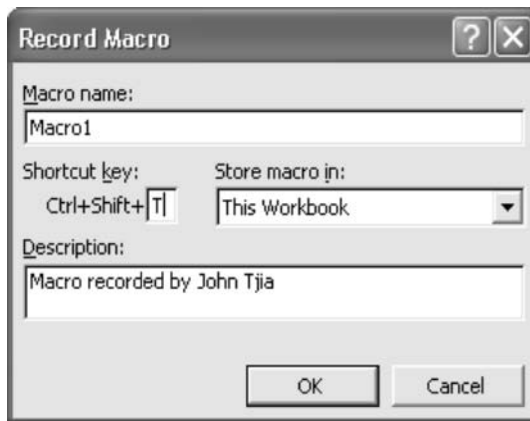 Record Macro
?
Macro name:
Macro1
Shortcut key: Store macro in:
Ctrl+Shift+ T This Workbook
Description:
Macro recorded by John Tjia
OK Cancel